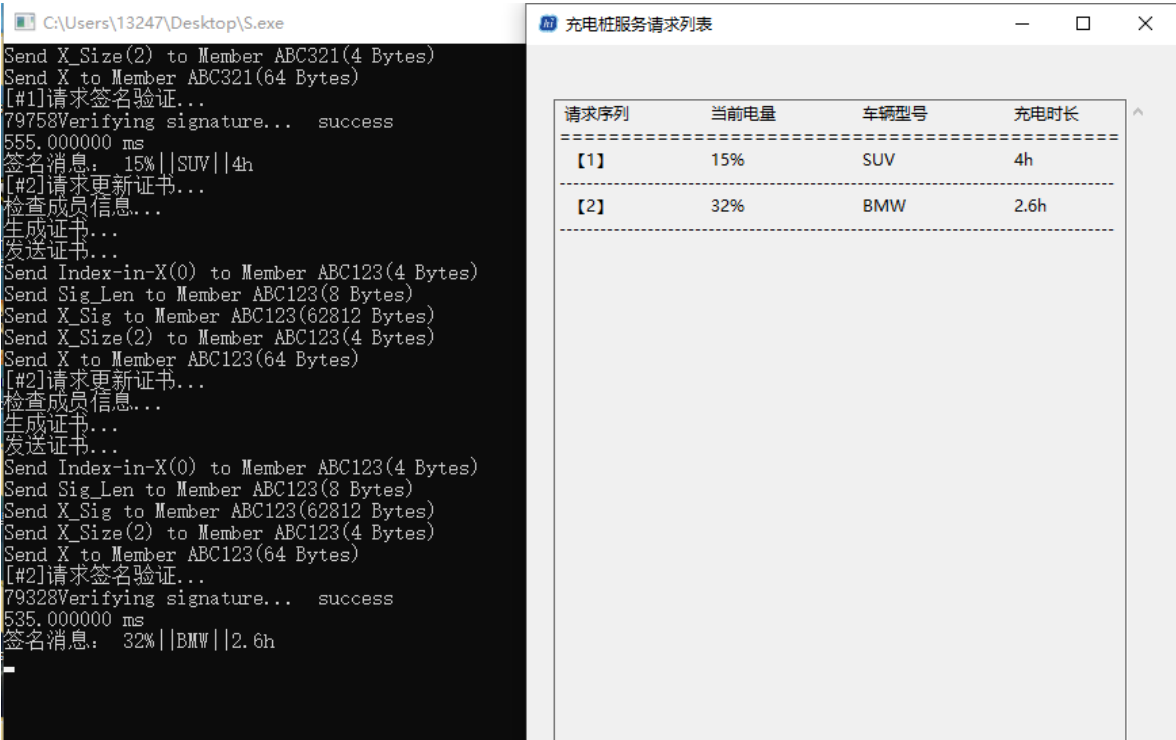 C:\Users\13247\Desktop\S.exe
Send X_Size(2) to Member ABC321(4 Bytes)
Send X to Member ABC321(64 Bytes)
[#1]请求签名验证...
79758Verifying signature...  success
555.000000 ms
签名消息： 15%||SUV||4h
[#2]请求更新证书...
检查成员信息...
生成证书...
发送证书...
Send Index-in-X(0) to Member ABC123(4 Bytes)
Send Sig_Len to Member ABC123(8 Bytes)
Send X_Sig to Member ABC123(62812 Bytes)
Send X_Size(2) to Member ABC123(4 Bytes)
Send X to Member ABC123(64 Bytes)
[#2]请求更新证书...
检查成员信息...
生成证书...
发送证书...
Send Index-in-X(0) to Member ABC123(4 Bytes)
Send Sig_Len to Member ABC123(8 Bytes)
Send X_Sig to Member ABC123(62812 Bytes)
Send X_Size(2) to Member ABC123(4 Bytes)
Send X to Member ABC123(64 Bytes)
[#2]请求签名验证...
79328Verifying signature...  success
535.000000 ms
签名消息： 32%||BMW||2.6h
充电桩服务请求列表
请求序列 当前电量 车辆型号 充电时长
【1】 15% SUV 4h
【2】 32% BMW 2.6h